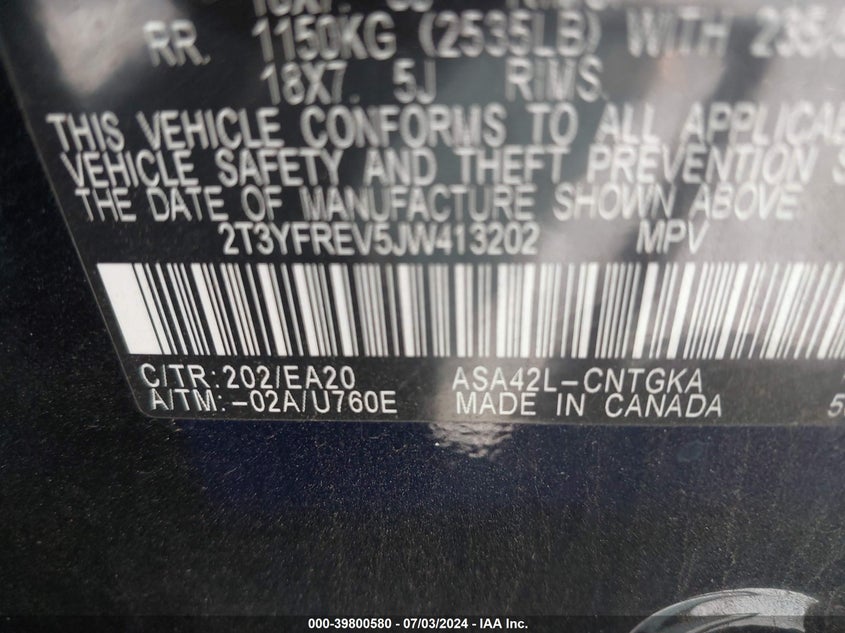 RR. 1150KG (2535LB) WITH 235/
18X7. 5J RIMS.
THIS VEHICLE CONFORMS TO ALL
VEHICLE SAFETY AND THEFT PREVENTION
THE DATE OF MANUFACTURE SHOWN ABOVE.
2T3YFREV5JW413202 MPV
C/TR:202/EA20 ASA42L-CNTGKA
A/TM:-02A/U760E MADE IN CANADA
000-39800580 / 07/03/2024 - IAA Inc.